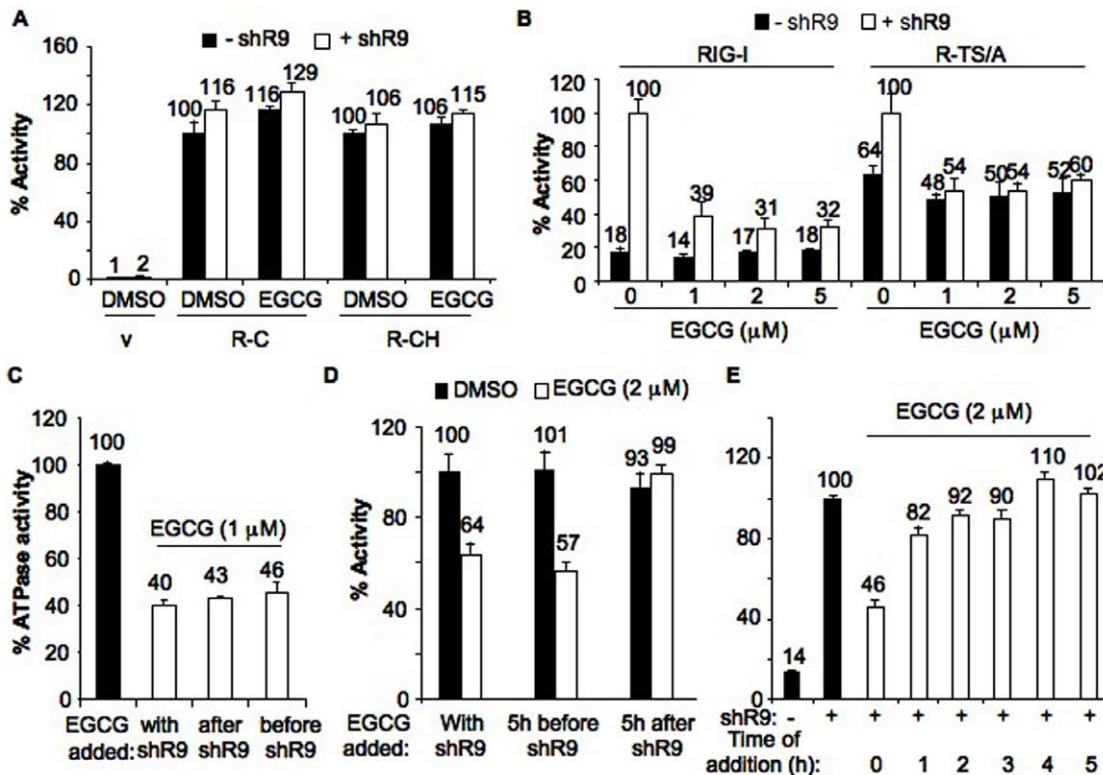 A
- shR9 + shR9
% Activity
160
120
80
40
0
1 2 100 116 116 129 100 106 106 115
DMSO DMSO EGCG DMSO EGCG
v R-C R-CH
B
- shR9 + shR9
RIG-I R-TS/A
% Activity
120
100
80
60
40
20
0
18 100 14 39 17 31 18 32 64 100 48 54 50 54 52 60
0 1 2 5 0 1 2 5
EGCG (μM) EGCG (μM)
C
% ATPase activity
120
100
80
60
40
20
0
100
EGCG (1 μM)
40 43 46
EGCG with after before
added: shR9 shR9 shR9
D
DMSO EGCG (2 μM)
% Activity
120
80
40
0
100 64 101 57 93 99
EGCG With 5h before 5h after
added: shR9 shR9 shR9
E
EGCG (2 μM)
120
80
40
0
14 100 46 82 92 90 110 102
shR9: - + + + + + + +
Time of
addition (h): 0 1 2 3 4 5